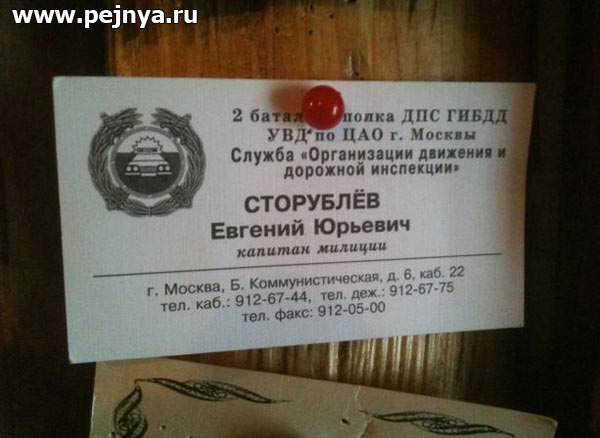 www.pejnya.ru
2 полка ДПС ГИБДД
УВД по ЦАО г. Москвы
Служба «Организации движения и
дорожной инспекции»
СТОРУБЛЁВ
Евгений Юрьевич
капитан милиции
г. Москва, Б. Коммунистическая, д. 6, каб. 22
тел. каб.: 912-67-44, тел. деж.: 912-67-75
тел. факс: 912-05-00